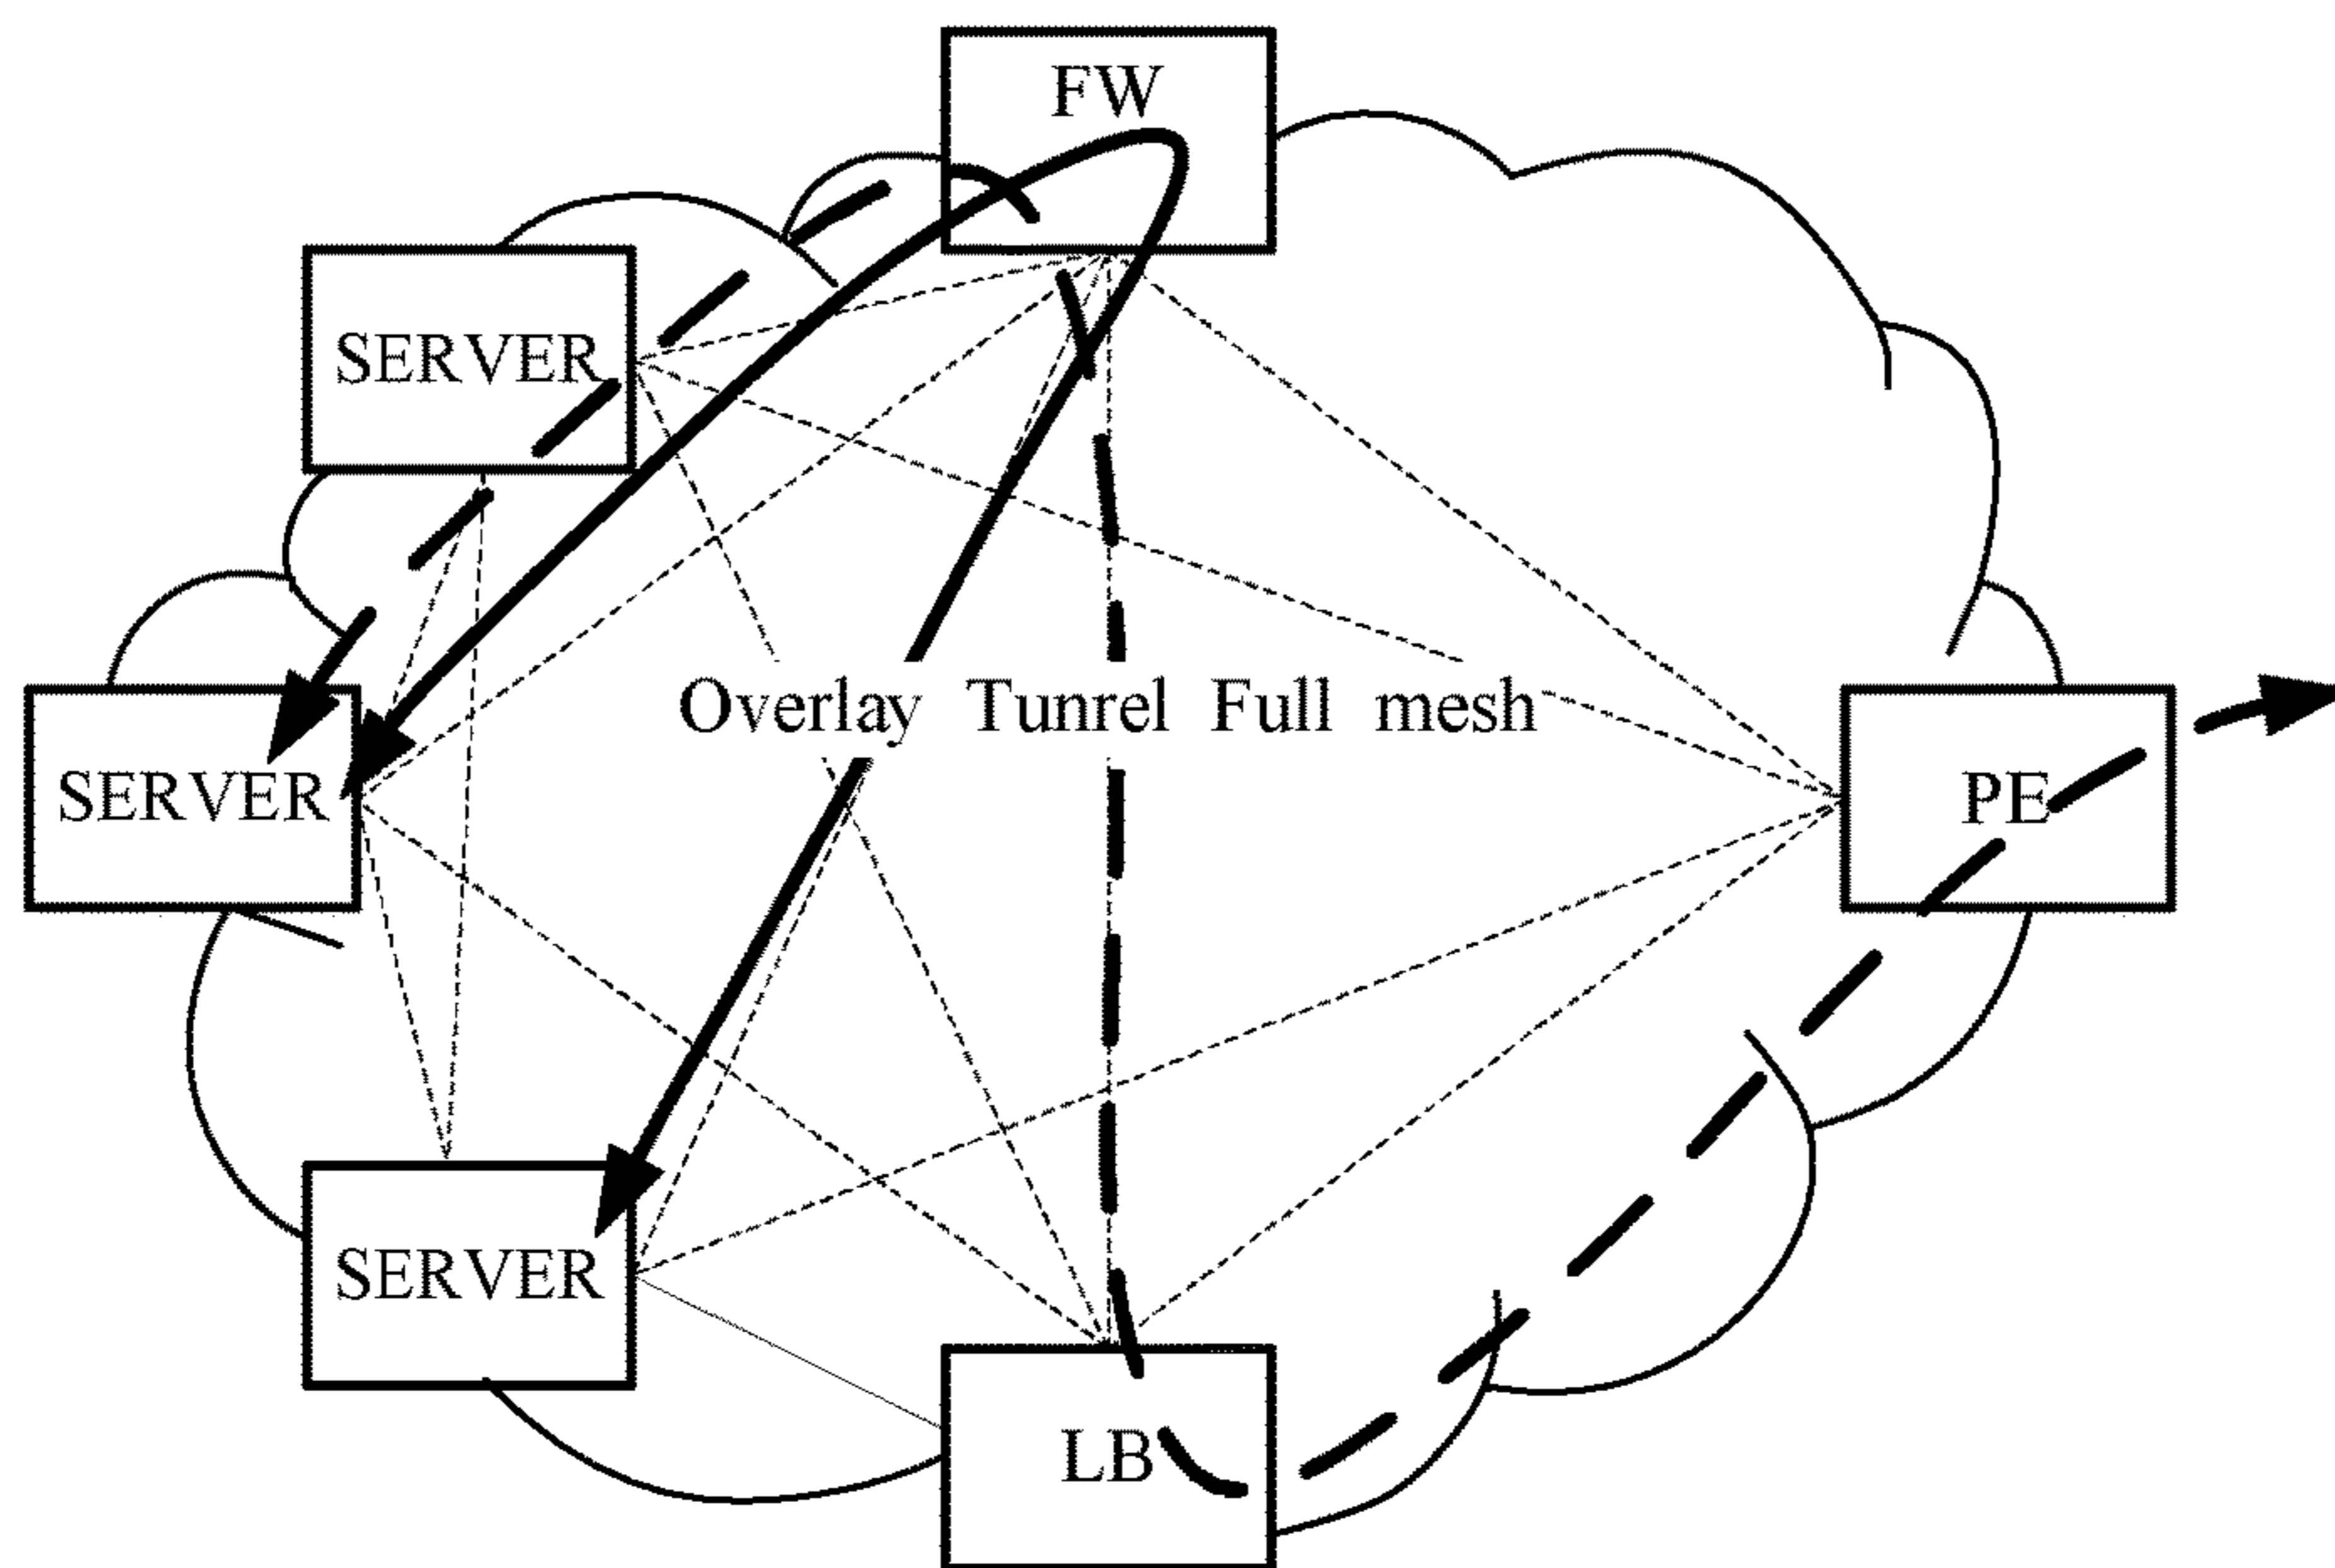 FW
SERVER
Overlay Tunrel Full mesh
SERVER
PE
SERVER
LB